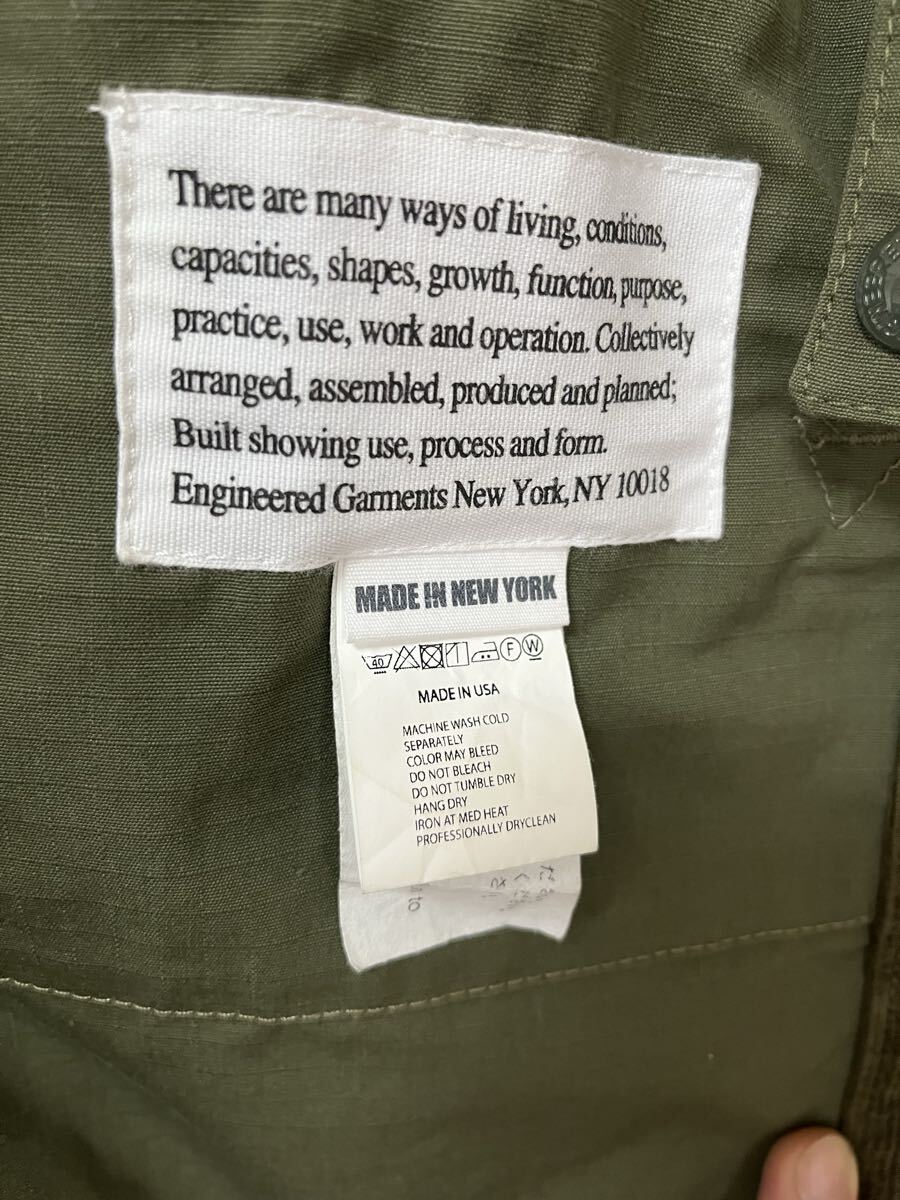 There are many ways of living, conditions,
capacities, shapes, growth, function, purpose,
practice, use, work and operation. Collectively
arranged, assembled, produced and planned;
Built showing use, process and form.
Engineered Garments New York, NY 10018
MADE IN NEW YORK
40 F W
MADE IN USA
MACHINE WASH COLD
SEPARATELY
COLOR MAY BLEED
DO NOT BLEACH
DO NOT TUMBLE DRY
HANG DRY
IRON AT MED HEAT
PROFESSIONALLY DRYCLEAN
to